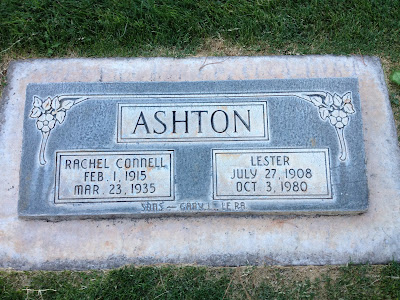 ASHTON
RACHEL CONNELL
FEB. 1, 1915
MAR. 23, 1935
LESTER
JULY 27, 1908
OCT 3, 1980
SONS — GARY